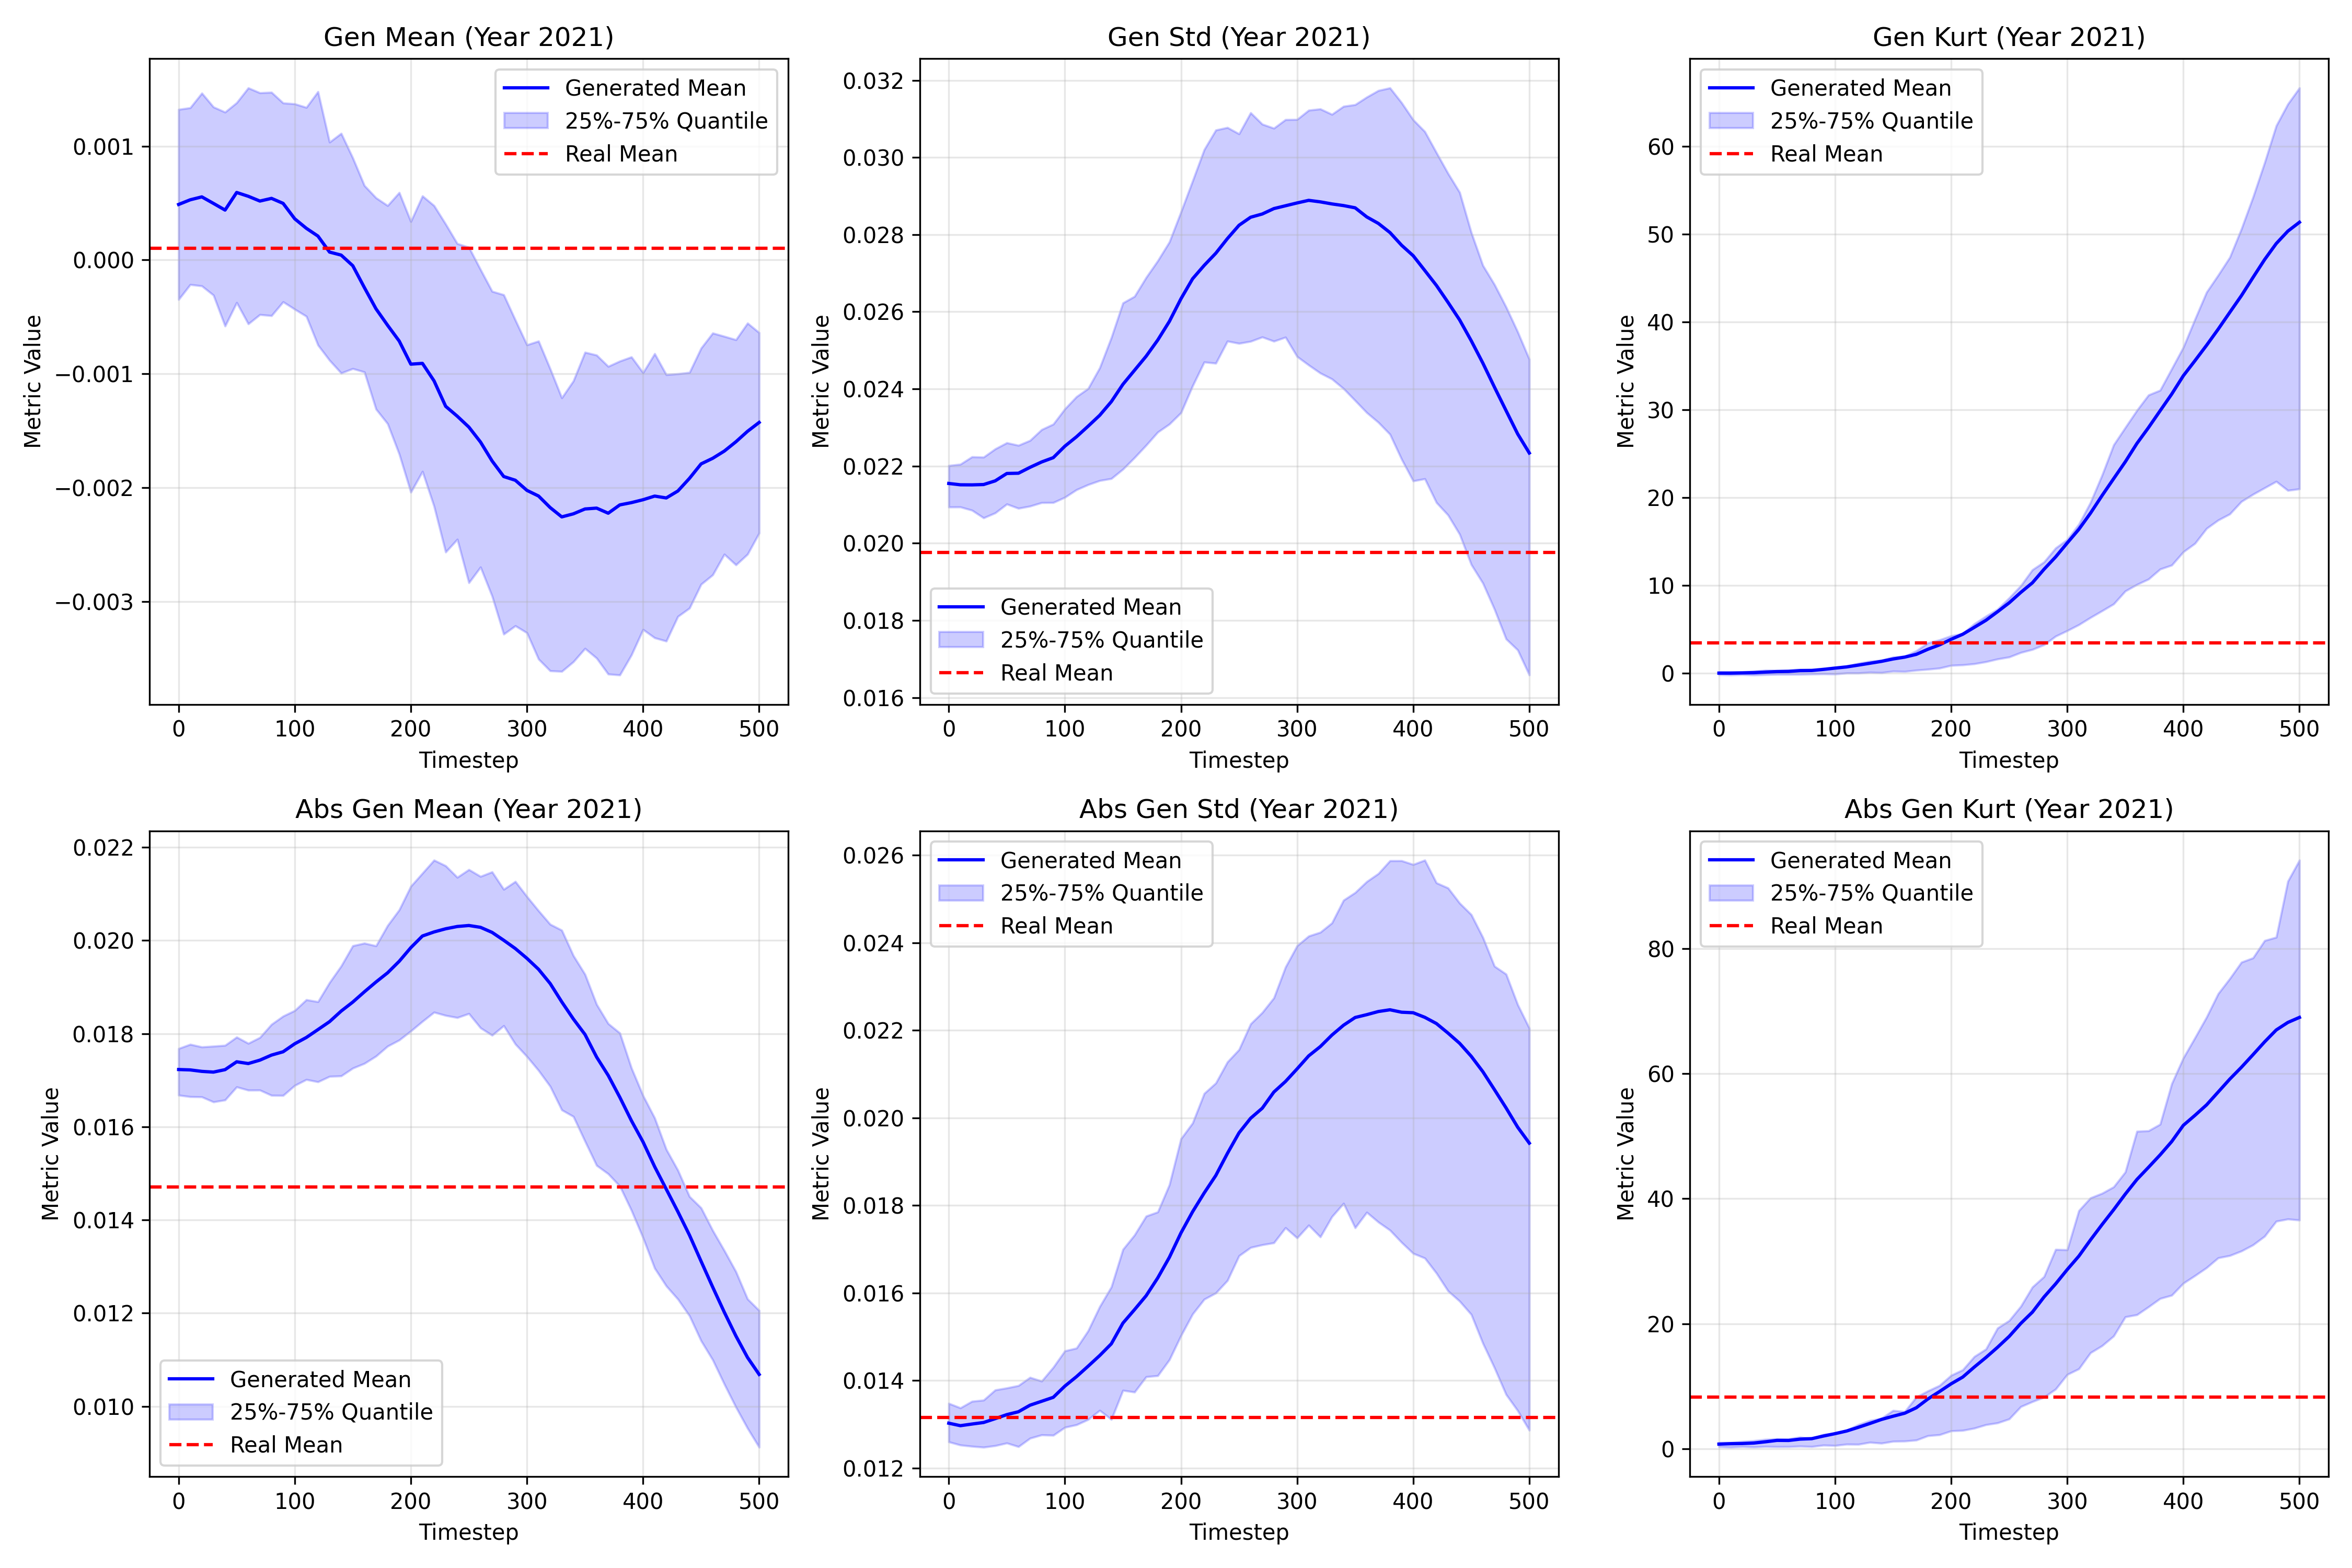 Gen Mean (Year 2021)
Metric Value
0.001
0.000
−0.001
−0.002
−0.003
Generated Mean
25%-75% Quantile
Real Mean
0
100
200
300
400
500
Timestep
Gen Std (Year 2021)
Metric Value
0.032
0.030
0.028
0.026
0.024
0.022
0.020
0.018
0.016
Generated Mean
25%-75% Quantile
Real Mean
0
100
200
300
400
500
Timestep
Gen Kurt (Year 2021)
Metric Value
60
50
40
30
20
10
0
Generated Mean
25%-75% Quantile
Real Mean
0
100
200
300
400
500
Timestep
Abs Gen Mean (Year 2021)
Metric Value
0.022
0.020
0.018
0.016
0.014
0.012
0.010
Generated Mean
25%-75% Quantile
Real Mean
0
100
200
300
400
500
Timestep
Abs Gen Std (Year 2021)
Metric Value
0.026
0.024
0.022
0.020
0.018
0.016
0.014
0.012
Generated Mean
25%-75% Quantile
Real Mean
0
100
200
300
400
500
Timestep
Abs Gen Kurt (Year 2021)
Metric Value
80
60
40
20
0
Generated Mean
25%-75% Quantile
Real Mean
0
100
200
300
400
500
Timestep